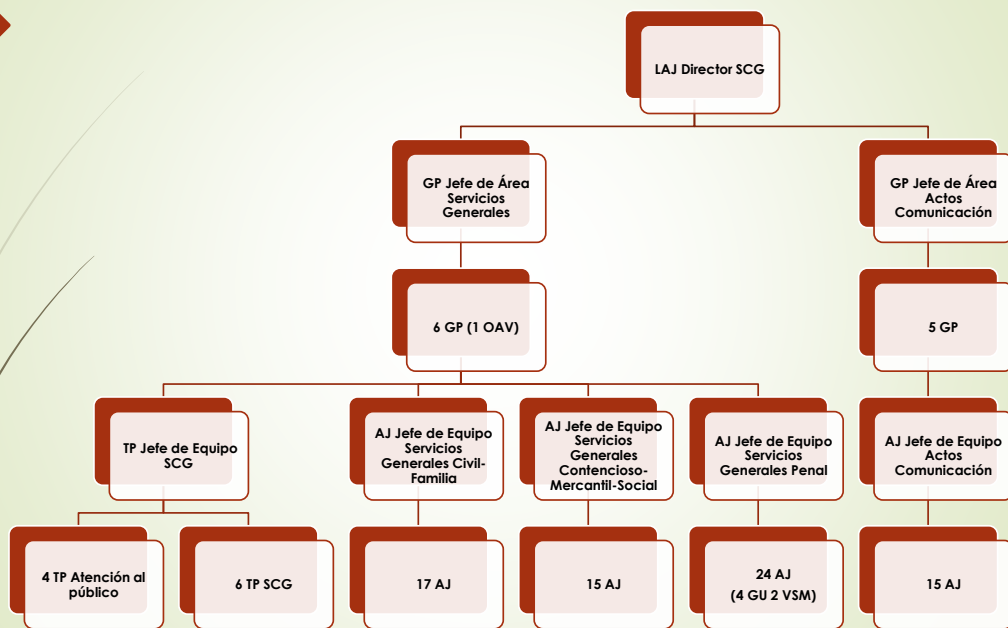 LAJ Director SCG
GP Jefe de Área
Servicios
Generales
GP Jefe de Área
Actos
Comunicación
6 GP (1 OAV)
5 GP
TP Jefe de Equipo
SCG
AJ Jefe de Equipo
Servicios
Generales Civil-
Familia
AJ Jefe de Equipo
Servicios
Generales
Contencioso-
Mercantil-Social
AJ Jefe de Equipo
Servicios
Generales Penal
AJ Jefe de Equipo
Actos
Comunicación
4 TP Atención al
público
6 TP SCG
17 AJ
15 AJ
24 AJ
(4 GU 2 VSM)
15 AJ